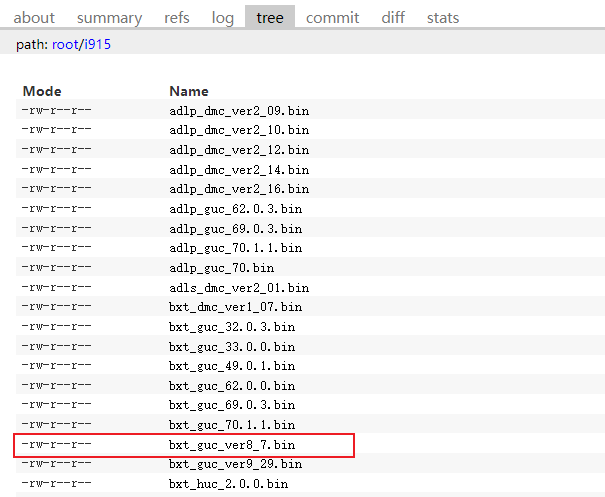 about summary refs log tree commit diff stats
path: root/i915
Mode Name
-rw-r--r-- adlp_dmc_ver2_09.bin
-rw-r--r-- adlp_dmc_ver2_10.bin
-rw-r--r-- adlp_dmc_ver2_12.bin
-rw-r--r-- adlp_dmc_ver2_14.bin
-rw-r--r-- adlp_dmc_ver2_16.bin
-rw-r--r-- adlp_guc_62.0.3.bin
-rw-r--r-- adlp_guc_69.0.3.bin
-rw-r--r-- adlp_guc_70.1.1.bin
-rw-r--r-- adlp_guc_70.bin
-rw-r--r-- adls_dmc_ver2_01.bin
-rw-r--r-- bxt_dmc_ver1_07.bin
-rw-r--r-- bxt_guc_32.0.3.bin
-rw-r--r-- bxt_guc_33.0.0.bin
-rw-r--r-- bxt_guc_49.0.1.bin
-rw-r--r-- bxt_guc_62.0.0.bin
-rw-r--r-- bxt_guc_69.0.3.bin
-rw-r--r-- bxt_guc_70.1.1.bin
-rw-r--r-- bxt_guc_ver8_7.bin
-rw-r--r-- bxt_guc_ver9_29.bin
-rw-r--r-- bxt_huc_2.0.0.bin